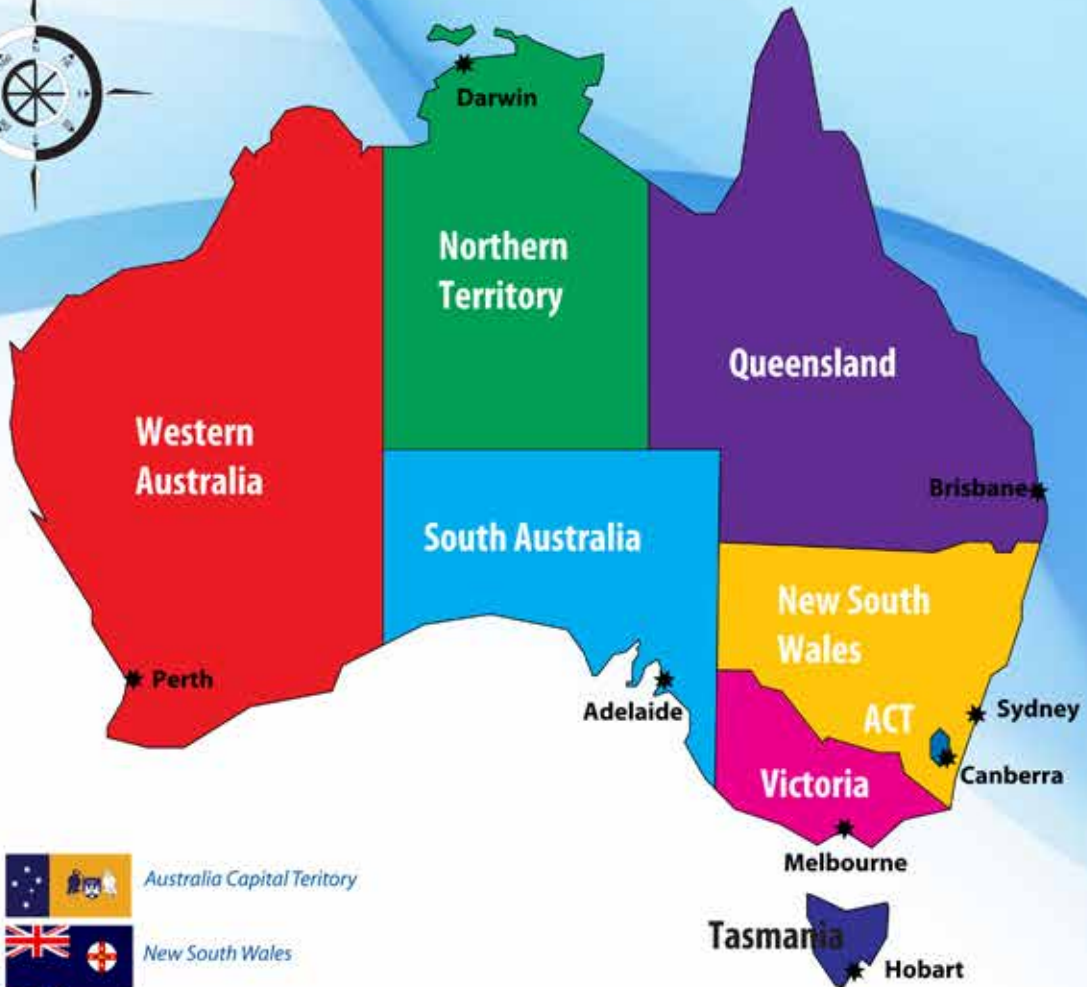 Darwin
Northern
Territory
Queensland
Western
Australia
Brisbane
South Australia
New South
Wales
Perth
Adelaide
ACT
Sydney
Canberra
Victoria
Melbourne
Australia Capital Teritory
Tasmania
New South Wales
Hobart